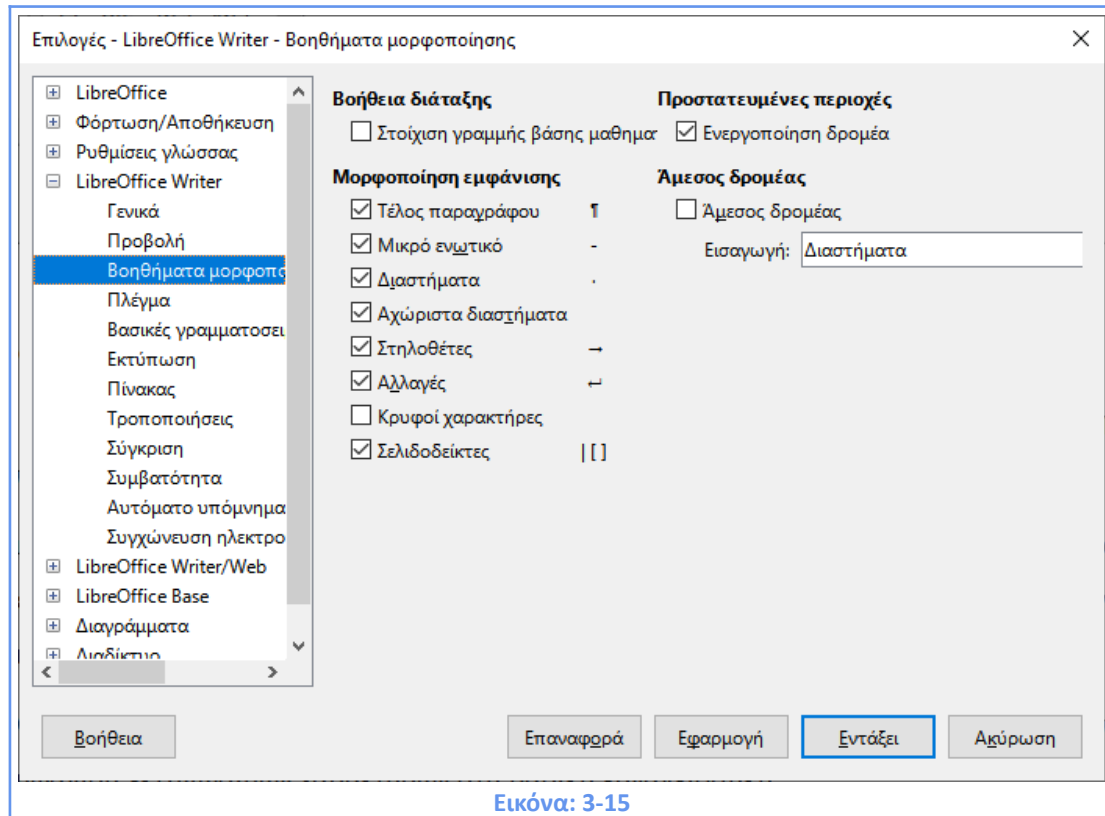 Επιλογές - LibreOffice Writer - Βοηθήματα μορφοποίησης
LibreOffice
Φόρτωση/Αποθήκευση
Ρυθμίσεις γλώσσας
LibreOffice Writer
Γενικά
Προβολή
Βοηθήματα μορφοπο
Πλέγμα
Βασικές γραμματοσει
Εκτύπωση
Πίνακας
Τροποποιήσεις
Σύγκριση
Συμβατότητα
Αυτόματο υπόμνημα
Συγχώνευση ηλεκτρο
LibreOffice Writer/Web
LibreOffice Base
Διαγράμματα
Διαδίκτυο
Βοήθεια διάταξης
Στοίχιση γραμμής βάσης μαθημα
Μορφοποίηση εμφάνισης
Τέλος παραγράφου ¶
Μικρό ενωτικό -
Διαστήματα ·
Αχώριστα διαστήματα
Στηλοθέτες →
Αλλαγές ↵
Κρυφοί χαρακτήρες
Σελιδοδείκτες |[]
Προστατευμένες περιοχές
Ενεργοποίηση δρομέα
Άμεσος δρομέας
Άμεσος δρομέας
Εισαγωγή: Διαστήματα
Βοήθεια Επαναφορά Εφαρμογή Εντάξει Ακύρωση
Εικόνα: 3-15